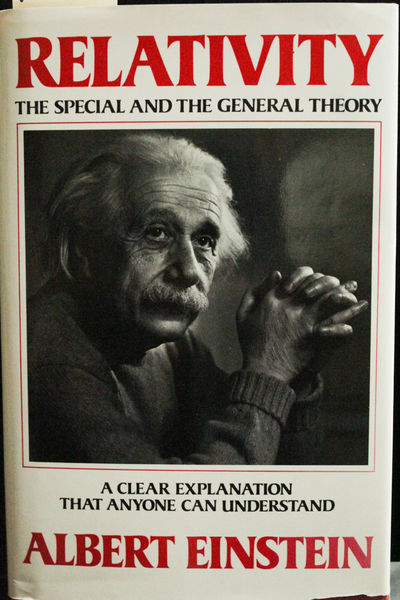 RELATIVITY
THE SPECIAL AND THE GENERAL THEORY
A CLEAR EXPLANATION
THAT ANYONE CAN UNDERSTAND
ALBERT EINSTEIN